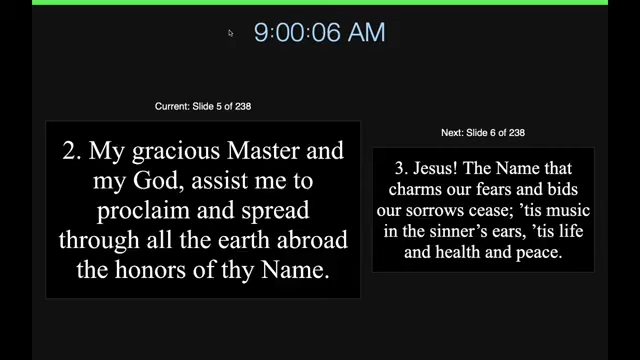 9:00:06 AM
Current: Slide 5 of 238
2. My gracious Master and
my God, assist me to
proclaim and spread
through all the earth abroad
the honors of thy Name.
Next: Slide 6 of 238
3. Jesus! The Name that
charms our fears and bids
our sorrows cease; ’tis music
in the sinner’s ears, ’tis life
and health and peace.